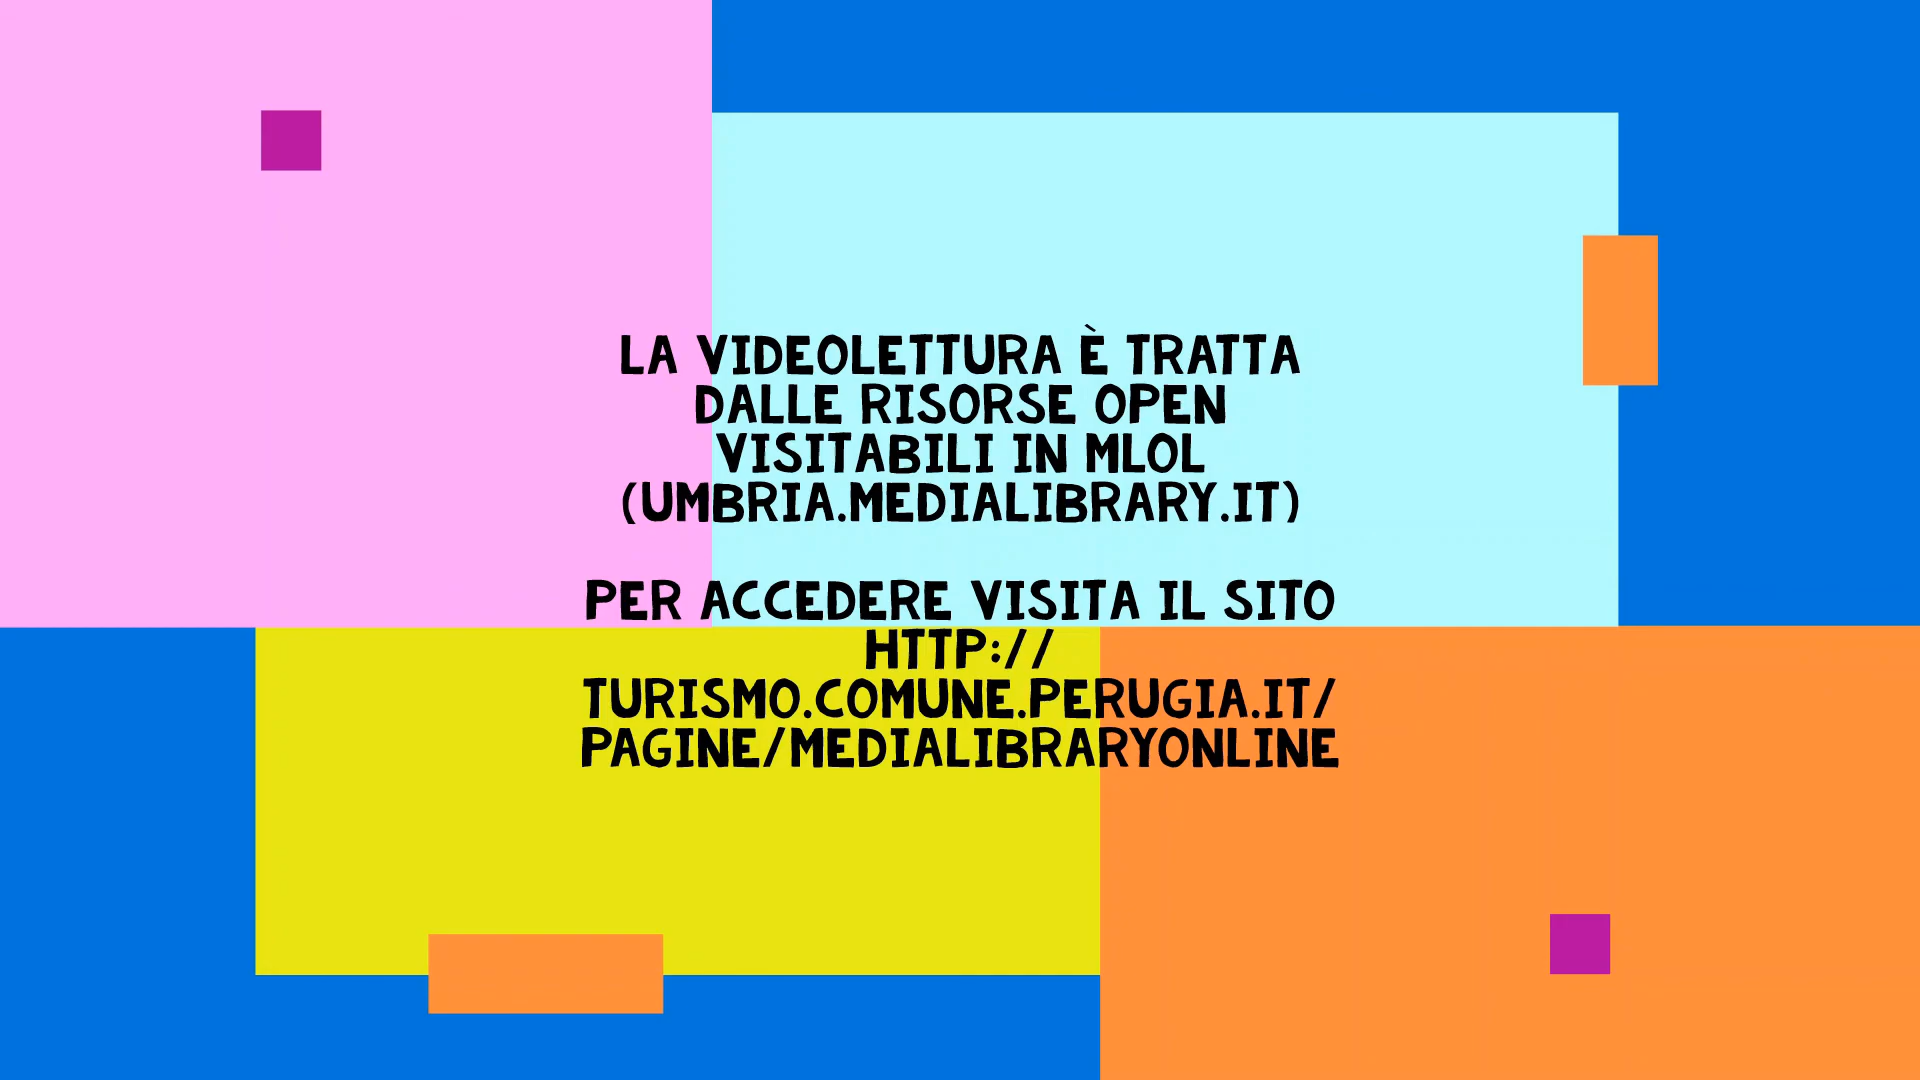 LA VIDEOLETTURA È TRATTA
DALLE RISORSE OPEN
VISITABILI IN MLOL
(UMBRIA.MEDIALIBRARY.IT)
PER ACCEDERE VISITA IL SITO
HTTP://
TURISMO.COMUNE.PERUGIA.IT/
PAGINE/MEDIALIBRARYONLINE